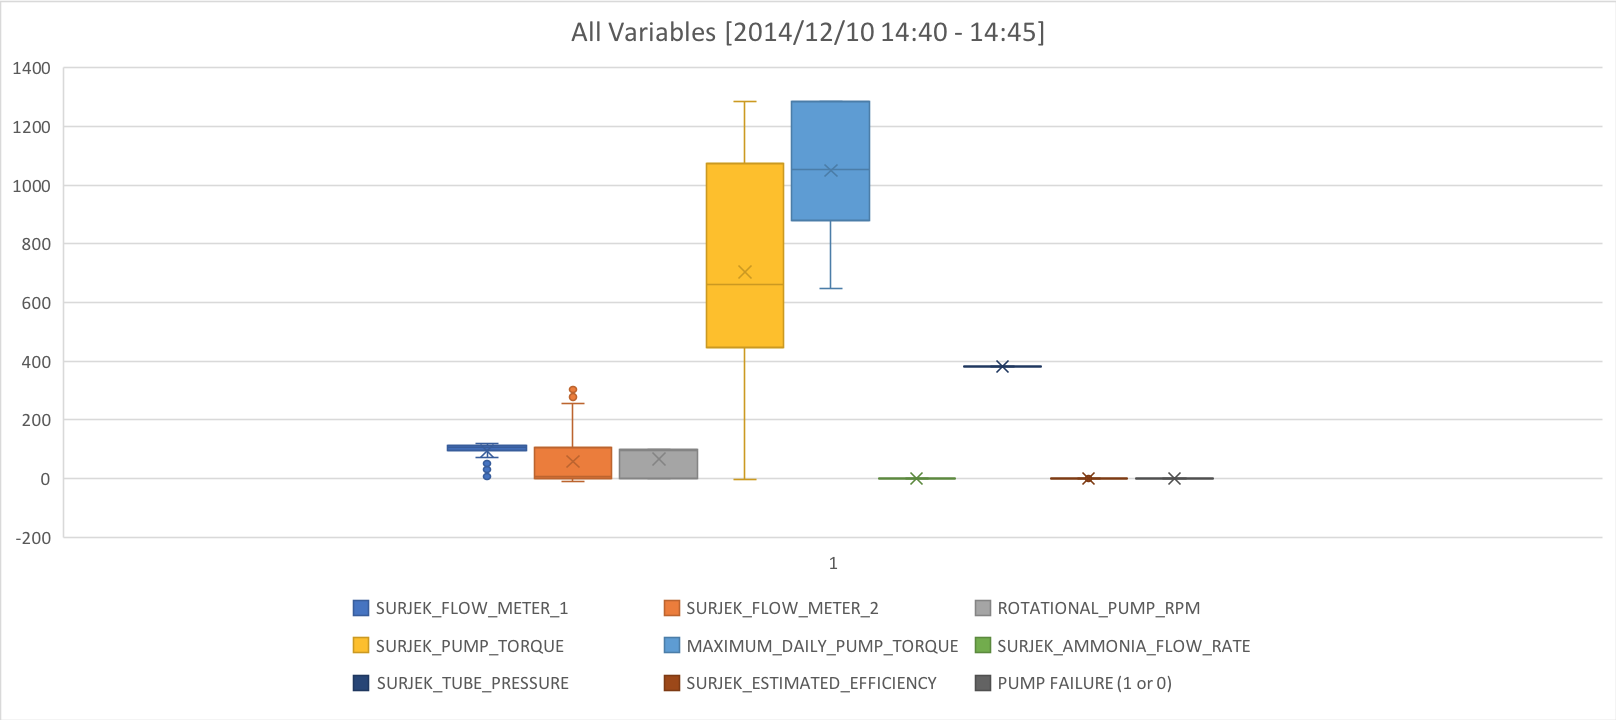 All Variables [2014/12/10 14:40 - 14:45]
1400
1200
1000
800
600
400
200
0
-200
1
SURJEK_FLOW_METER_1 SURJEK_FLOW_METER_2 ROTATIONAL_PUMP_RPM
SURJEK_PUMP_TORQUE MAXIMUM_DAILY_PUMP_TORQUE SURJEK_AMMONIA_FLOW_RATE
SURJEK_TUBE_PRESSURE SURJEK_ESTIMATED_EFFICIENCY PUMP FAILURE (1 or 0)